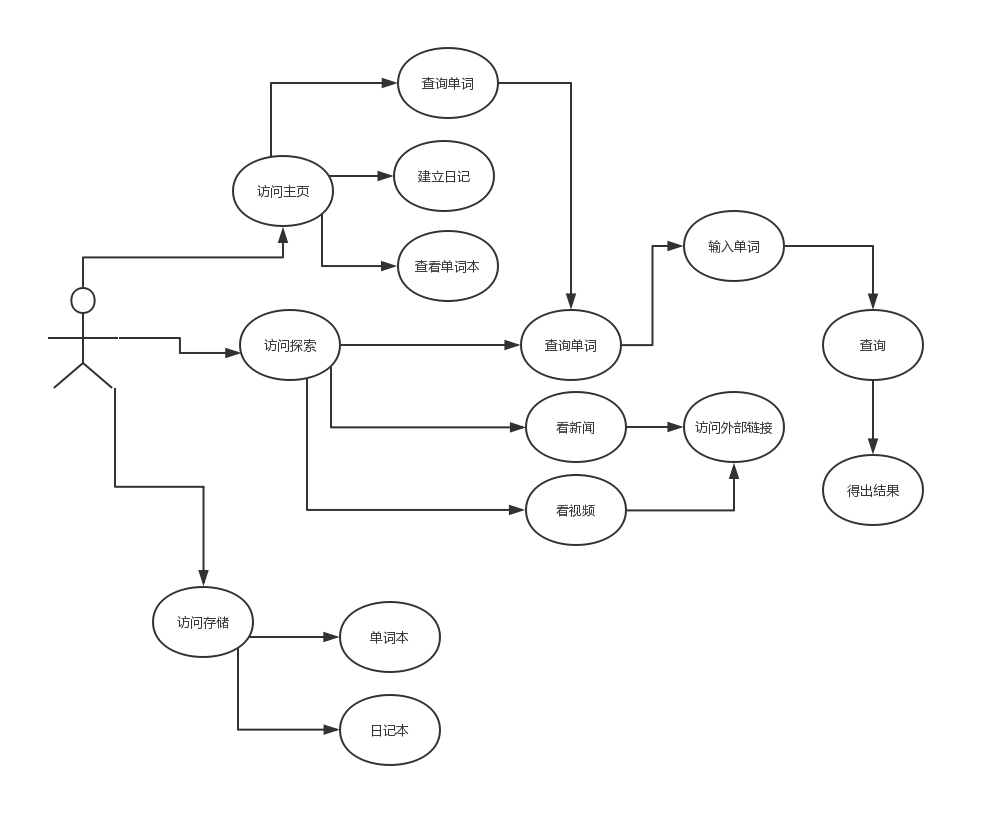 查询单词
建立日记
访问主页
查看单词本
输入单词
访问探索
查询单词
查询
看新闻
访问外部链接
得出结果
看视频
访问存储
单词本
日记本